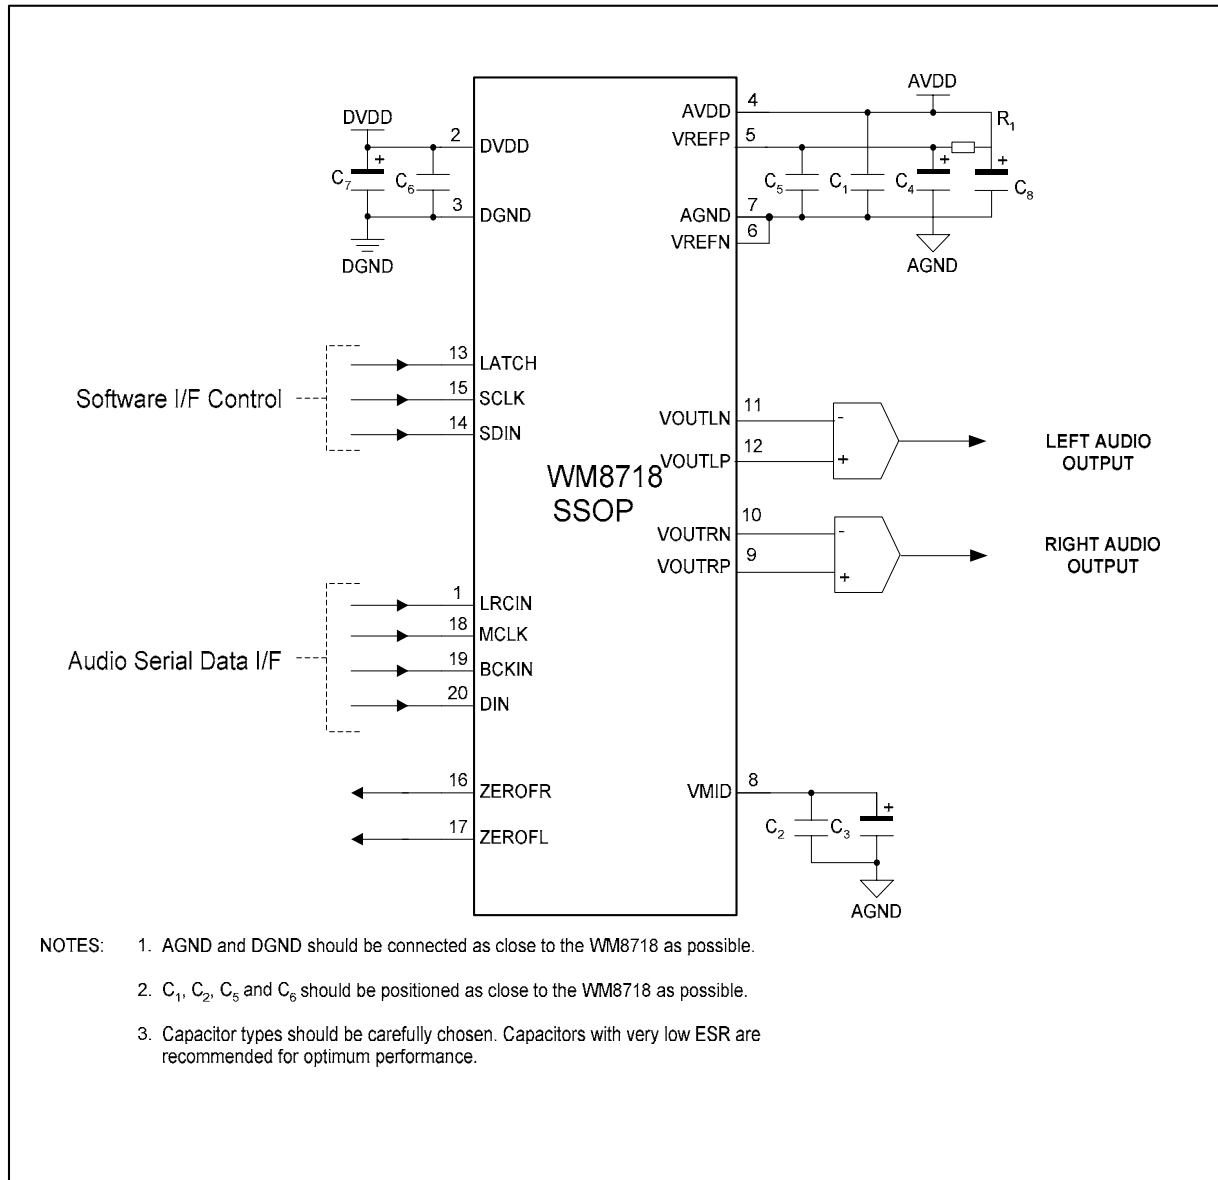 AVDD
DVDD
2
DVDD
C7
+
C6
3
DGND
DGND
AVDD
4
VREFP
5
R1
C5
C1
C4
+
+
C8
AGND
7
VREFN
6
AGND
Software I/F Control
13
LATCH
15
SCLK
14
SDIN
WM8718
SSOP
VOUTLN
11
-
VOUTLP
12
+
LEFT AUDIO
OUTPUT
VOUTRN
10
-
VOUTRP
9
+
RIGHT AUDIO
OUTPUT
Audio Serial Data I/F
1
LRCIN
18
MCLK
19
BCKIN
20
DIN
16
ZEROFR
17
ZEROFL
VMID
8
C2
C3
+
AGND
NOTES: 1. AGND and DGND should be connected as close to the WM8718 as possible.
2. C1, C2, C5 and C6 should be positioned as close to the WM8718 as possible.
3. Capacitor types should be carefully chosen. Capacitors with very low ESR are
recommended for optimum performance.